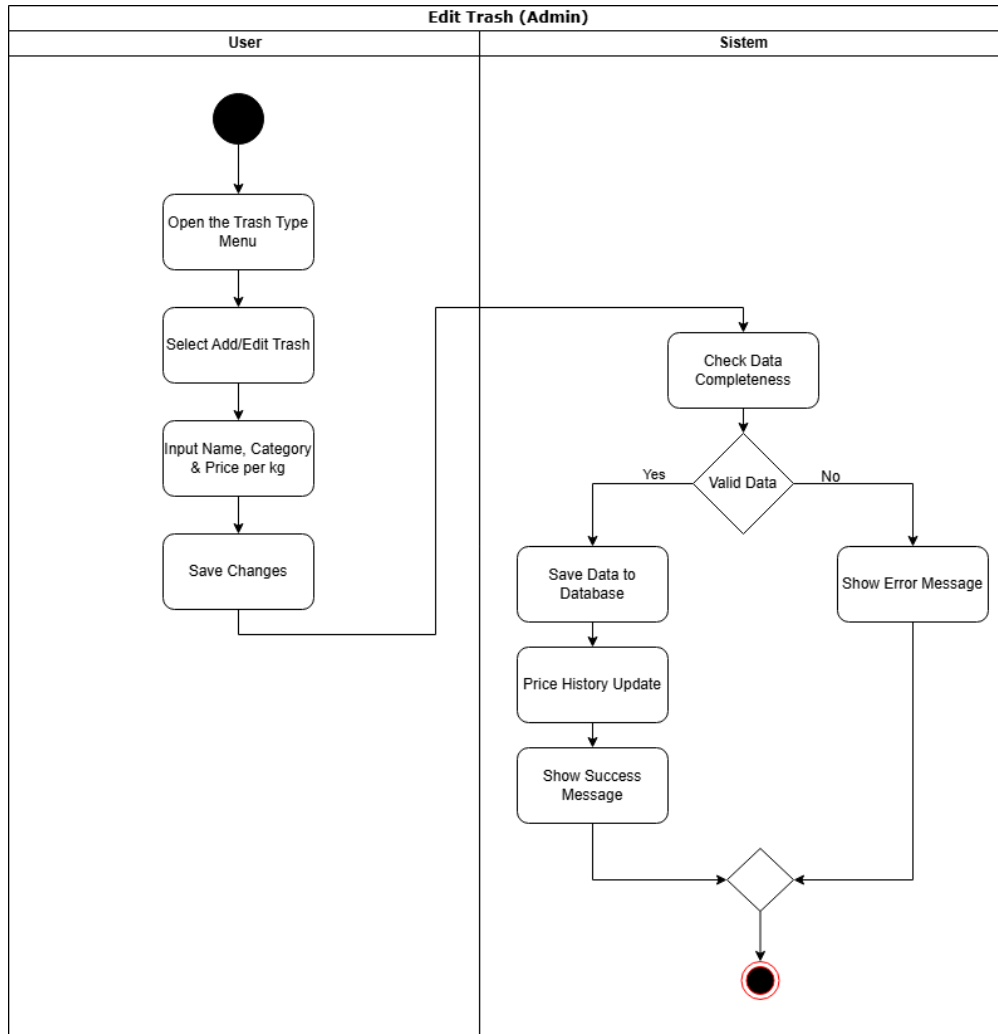 Edit Trash (Admin)
User
Sistem
Open the Trash Type
Menu
Select Add/Edit Trash
Input Name, Category
& Price per kg
Save Changes
Check Data
Completeness
Valid Data
Yes
No
Save Data to
Database
Show Error Message
Price History Update
Show Success
Message